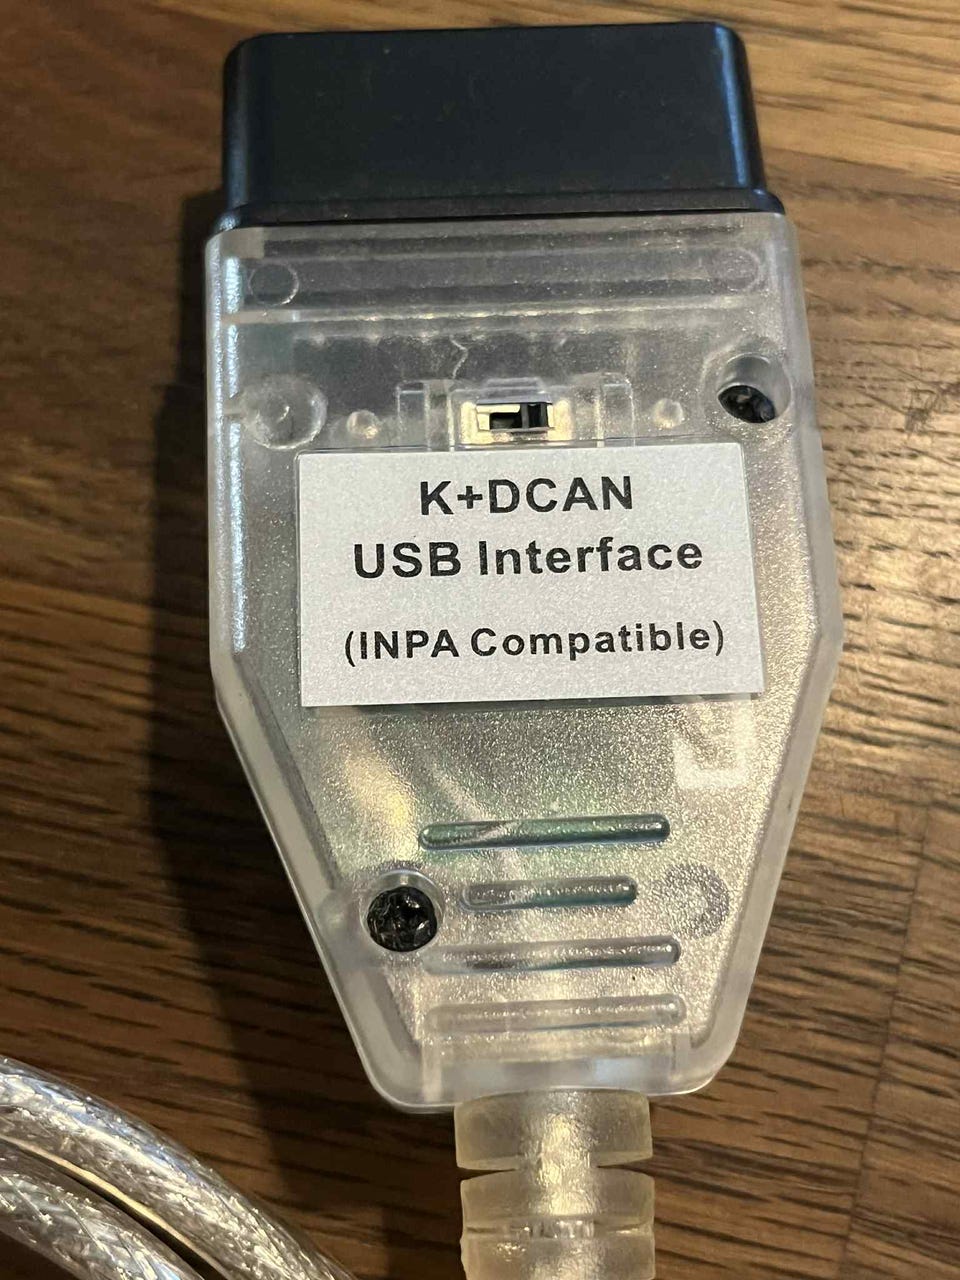 K+DCAN
USB Interface
(INPA Compatible)